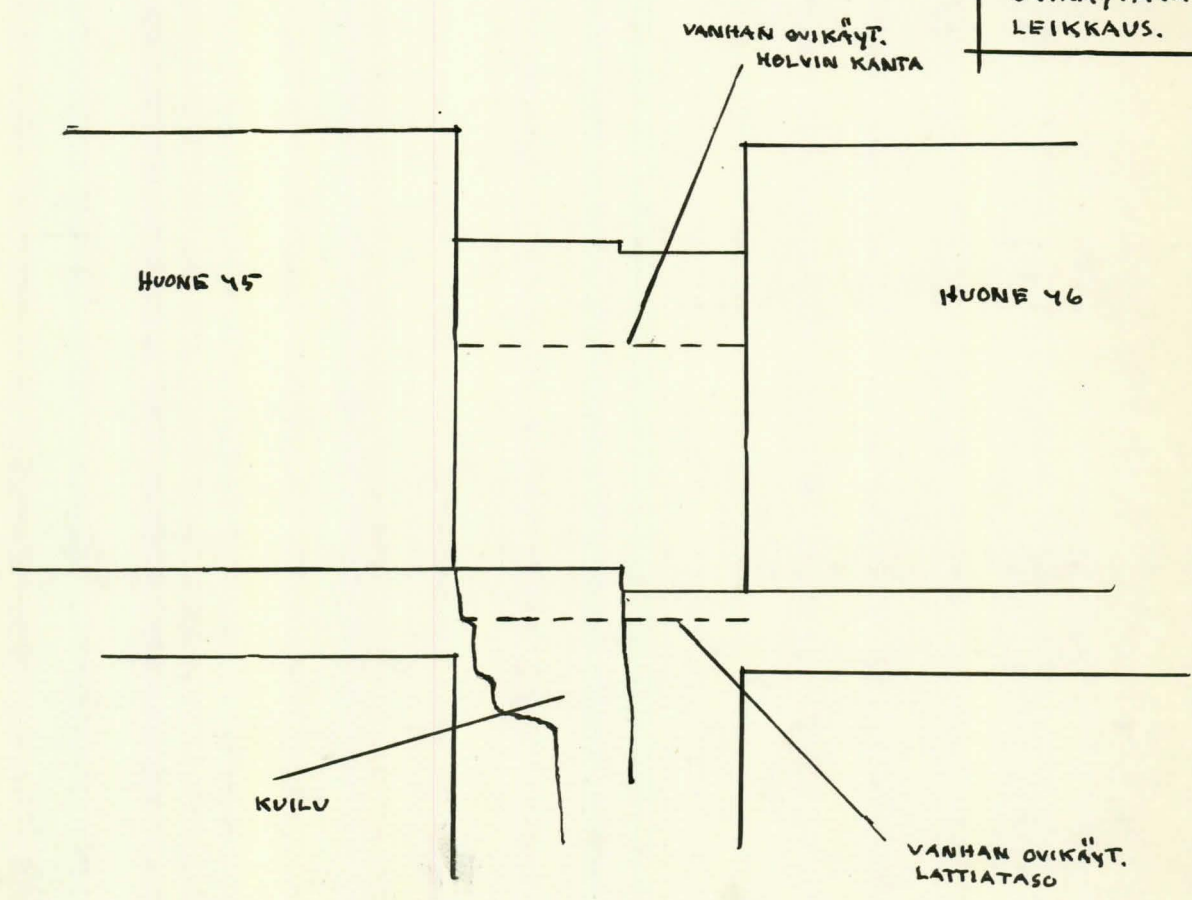 LEIKKAUS.
VANHAN OVIKÄYT.
HOLVIN KANTA
HUONE 45
HUONE 46
KUILU
VANHAN OVIKÄYT.
LATTIATASO